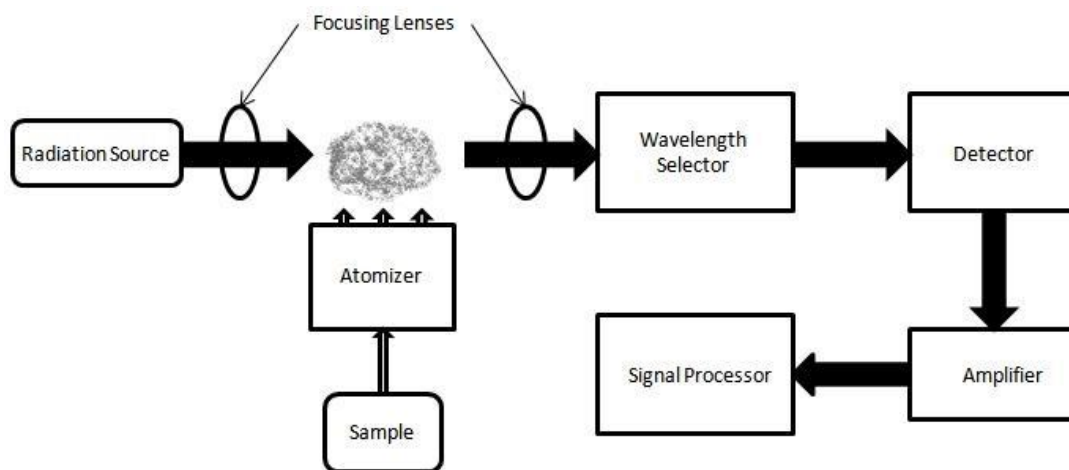 Focusing Lenses
Radiation Source
Wavelength
Selector
Detector
Atomizer
Signal Processor
Amplifier
Sample